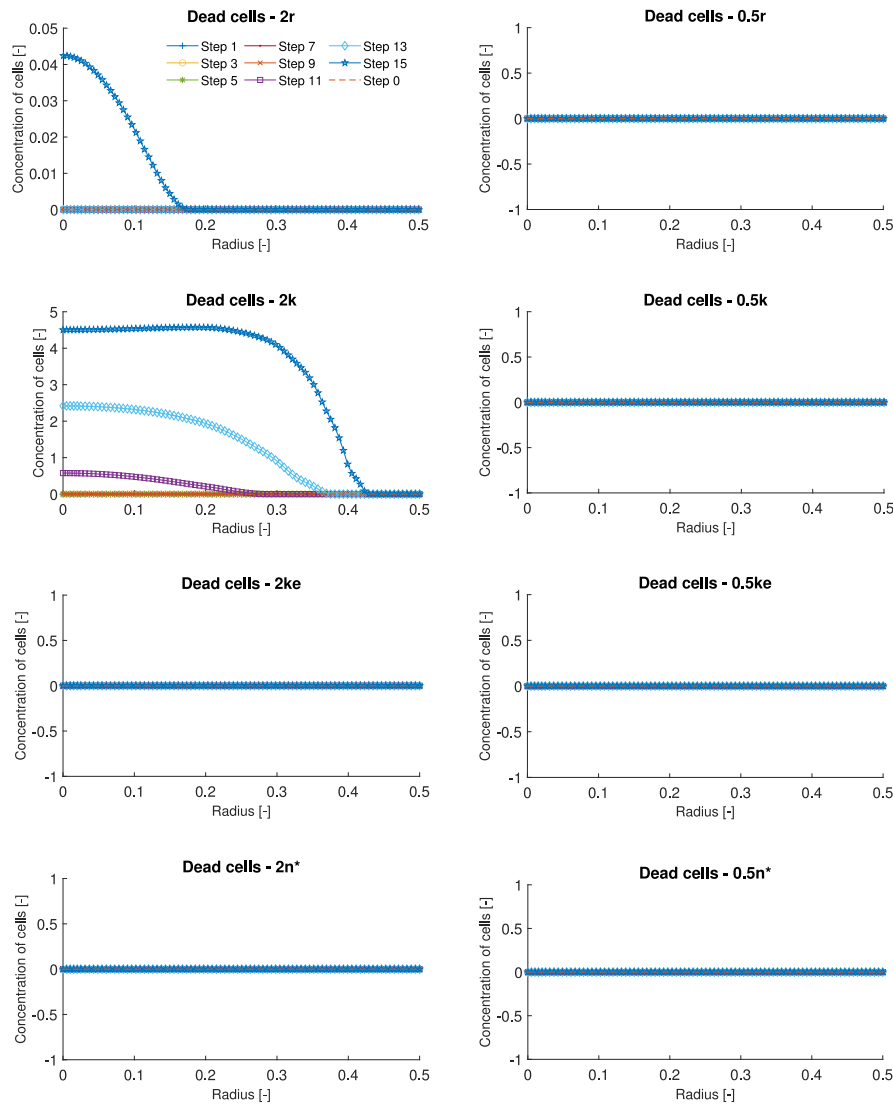 Dead cells - 2r
Concentration of cells [-]
0.05
0.04
0.03
0.02
0.01
0
Step 1 Step 7 Step 13
Step 3 Step 9 Step 15
Step 5 Step 11 Step 0
0 0.1 0.2 0.3 0.4 0.5
Radius [-]
Dead cells - 0.5r
Concentration of cells [-]
1
0.5
0
-0.5
-1
0 0.1 0.2 0.3 0.4 0.5
Radius [-]
Dead cells - 2k
Concentration of cells [-]
5
4
3
2
1
0
0 0.1 0.2 0.3 0.4 0.5
Radius [-]
Dead cells - 0.5k
Concentration of cells [-]
1
0.5
0
-0.5
-1
0 0.1 0.2 0.3 0.4 0.5
Radius [-]
Dead cells - 2ke
Concentration of cells [-]
1
0.5
0
-0.5
-1
0 0.1 0.2 0.3 0.4 0.5
Radius [-]
Dead cells - 0.5ke
Concentration of cells [-]
1
0.5
0
-0.5
-1
0 0.1 0.2 0.3 0.4 0.5
Radius [-]
Dead cells - 2n*
Concentration of cells [-]
1
0.5
0
-0.5
-1
0 0.1 0.2 0.3 0.4 0.5
Radius [-]
Dead cells - 0.5n*
Concentration of cells [-]
1
0.5
0
-0.5
-1
0 0.1 0.2 0.3 0.4 0.5
Radius [-]